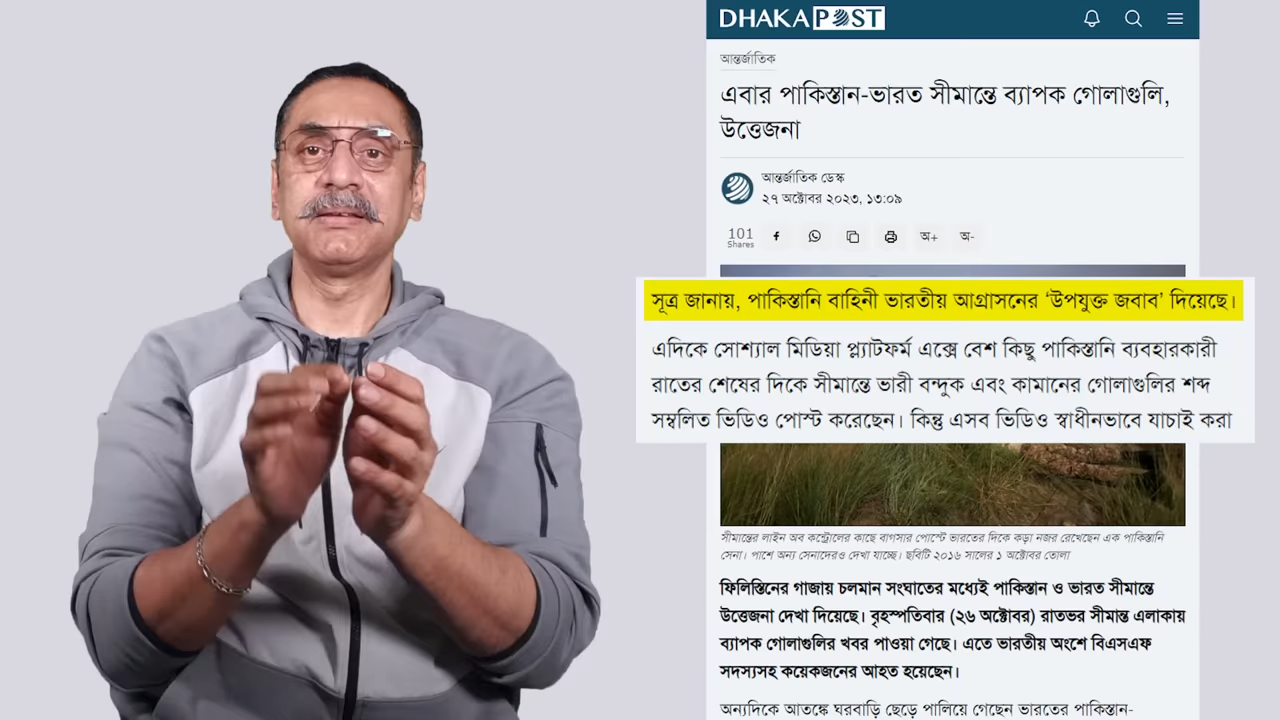 DHAKA POST
আন্তর্জাতিক
এবার পাকিস্তান-ভারত সীমান্তে ব্যাপক গোলাগুলি,
উত্তেজনা
আন্তর্জাতিক ডেস্ক
২৭ অক্টোবর ২০২৩, ১৩:০৯
101
Shares
অ+ অ-
সূত্র জানায়, পাকিস্তানি বাহিনী ভারতীয় আগ্রাসনের ‘উপযুক্ত জবাব’ দিয়েছে।
এদিকে সোশ্যাল মিডিয়া প্ল্যাটফর্ম এক্সে বেশ কিছু পাকিস্তানি ব্যবহারকারী
রাতের শেষের দিকে সীমান্তে ভারী বন্দুক এবং কামানের গোলাগুলির শব্দ
সম্বলিত ভিডিও পোস্ট করেছেন। কিন্তু এসব ভিডিও স্বাধীনভাবে যাচাই করা
সীমান্তের লাইন অব কন্ট্রোলের কাছে বাগসার পোস্টে ভারতের দিকে কড়া নজর রেখেছেন এক পাকিস্তানি
সেনা। পাশে অন্য সেনাদেরও দেখা যাচ্ছে। ছবিটি ২০১৬ সালের ১ অক্টোবর তোলা
ফিলিস্তিনের গাজায় চলমান সংঘাতের মধ্যেই পাকিস্তান ও ভারত সীমান্তে
উত্তেজনা দেখা দিয়েছে। বৃহস্পতিবার (২৬ অক্টোবর) রাতভর সীমান্ত এলাকায়
ব্যাপক গোলাগুলির খবর পাওয়া গেছে। এতে ভারতীয় অংশে বিএসএফ
সদস্যসহ কয়েকজনের আহত হয়েছেন।
অন্যদিকে আতঙ্কে ঘরবাড়ি ছেড়ে পালিয়ে গেছেন ভারতের পাকিস্তান-